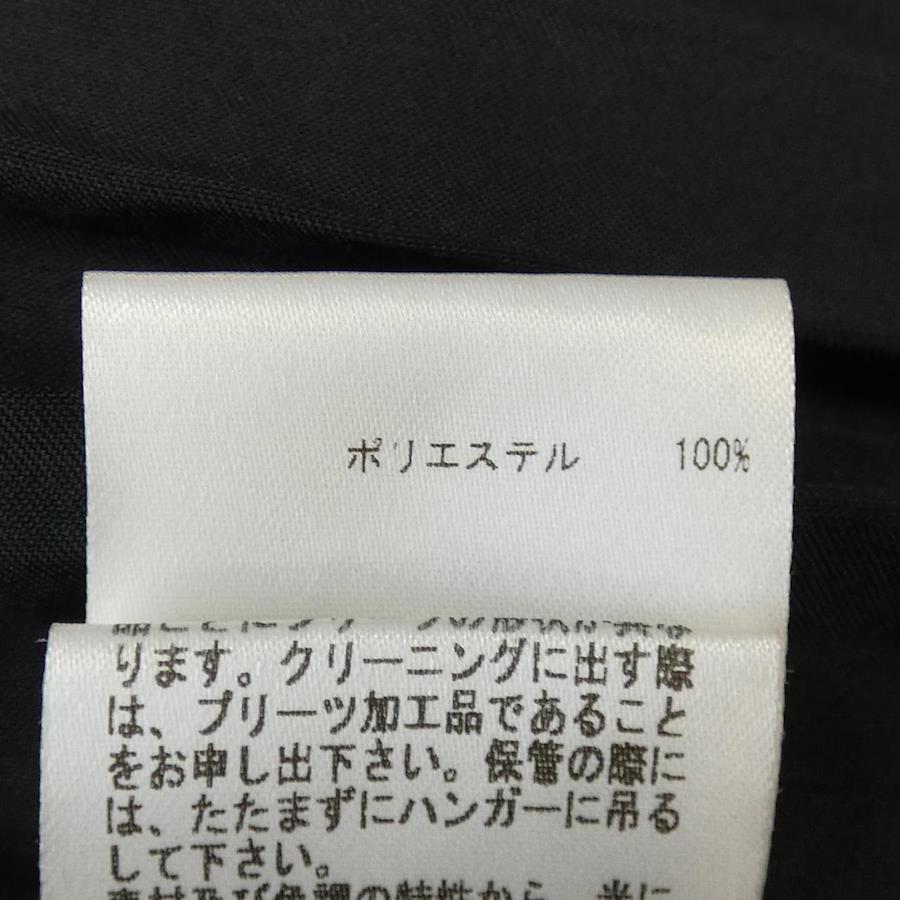 ポリエステル 100%
ります。クリーニングに出す際
は、プリーツ加工品であること
をお申し出下さい。保管の際に
は、たたまずにハンガーに吊る
して下さい。